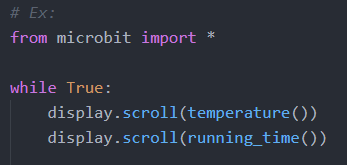 # Ex:
from microbit import *
while True:
    display.scroll(temperature())
    display.scroll(running_time())